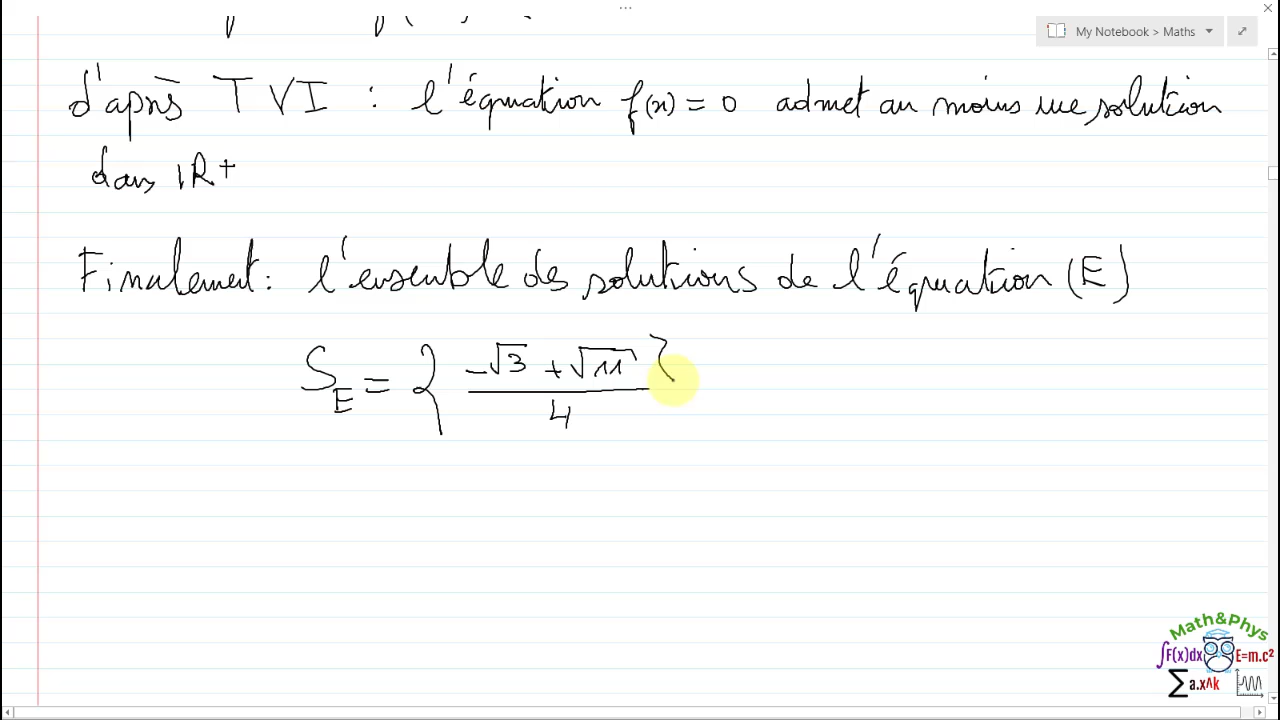 My Notebook > Maths
d'après TVI : l'équation f(x) = 0 admet au moins une solution
dans IR+
Finalement : l'ensemble des solutions de l'équation (E)
S_E = { (-√3 + √11) / 4 }
Math&Phys
∫F(x)dx E=m.c²
∑ a.x^k